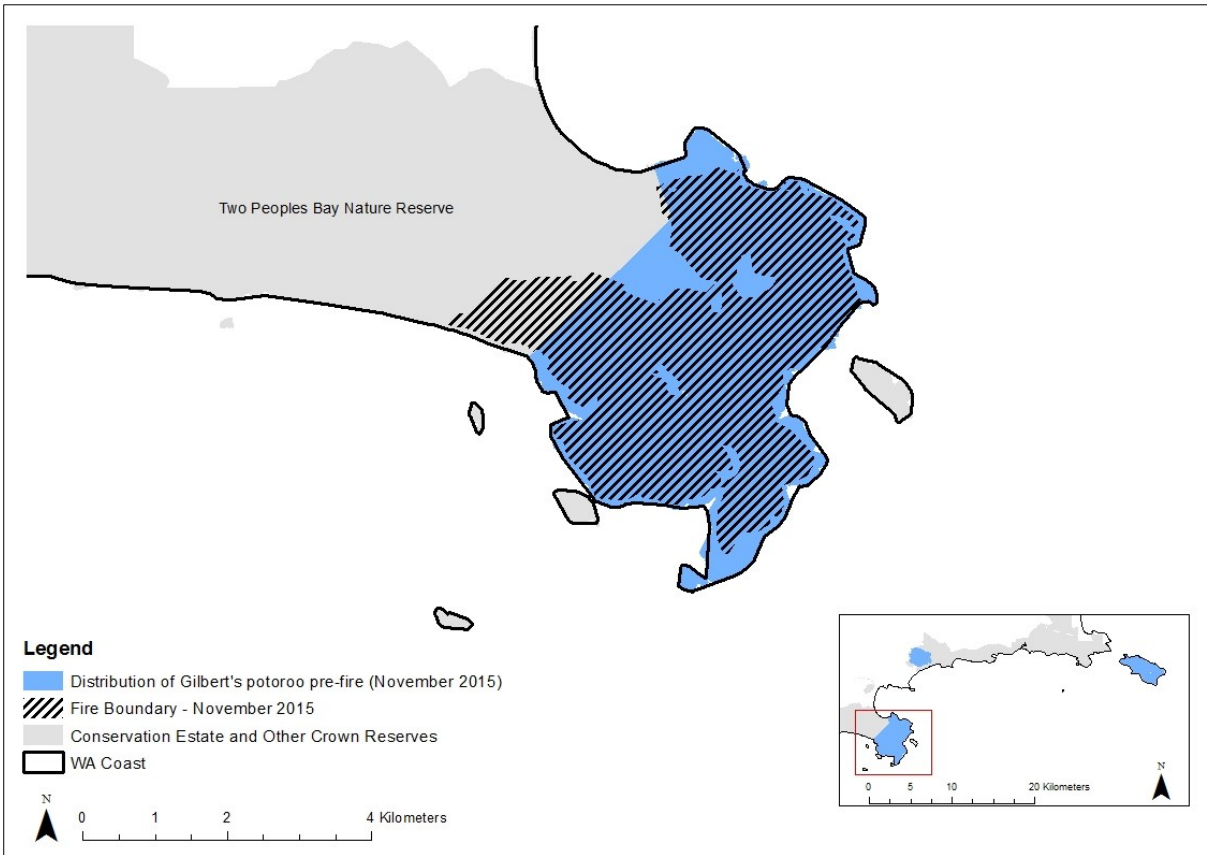 Two Peoples Bay Nature Reserve
Legend
Distribution of Gilbert's potoroo pre-fire (November 2015)
Fire Boundary - November 2015
Conservation Estate and Other Crown Reserves
WA Coast
N
0 1 2 4 Kilometers
0 5 10 20 Kilometers
N